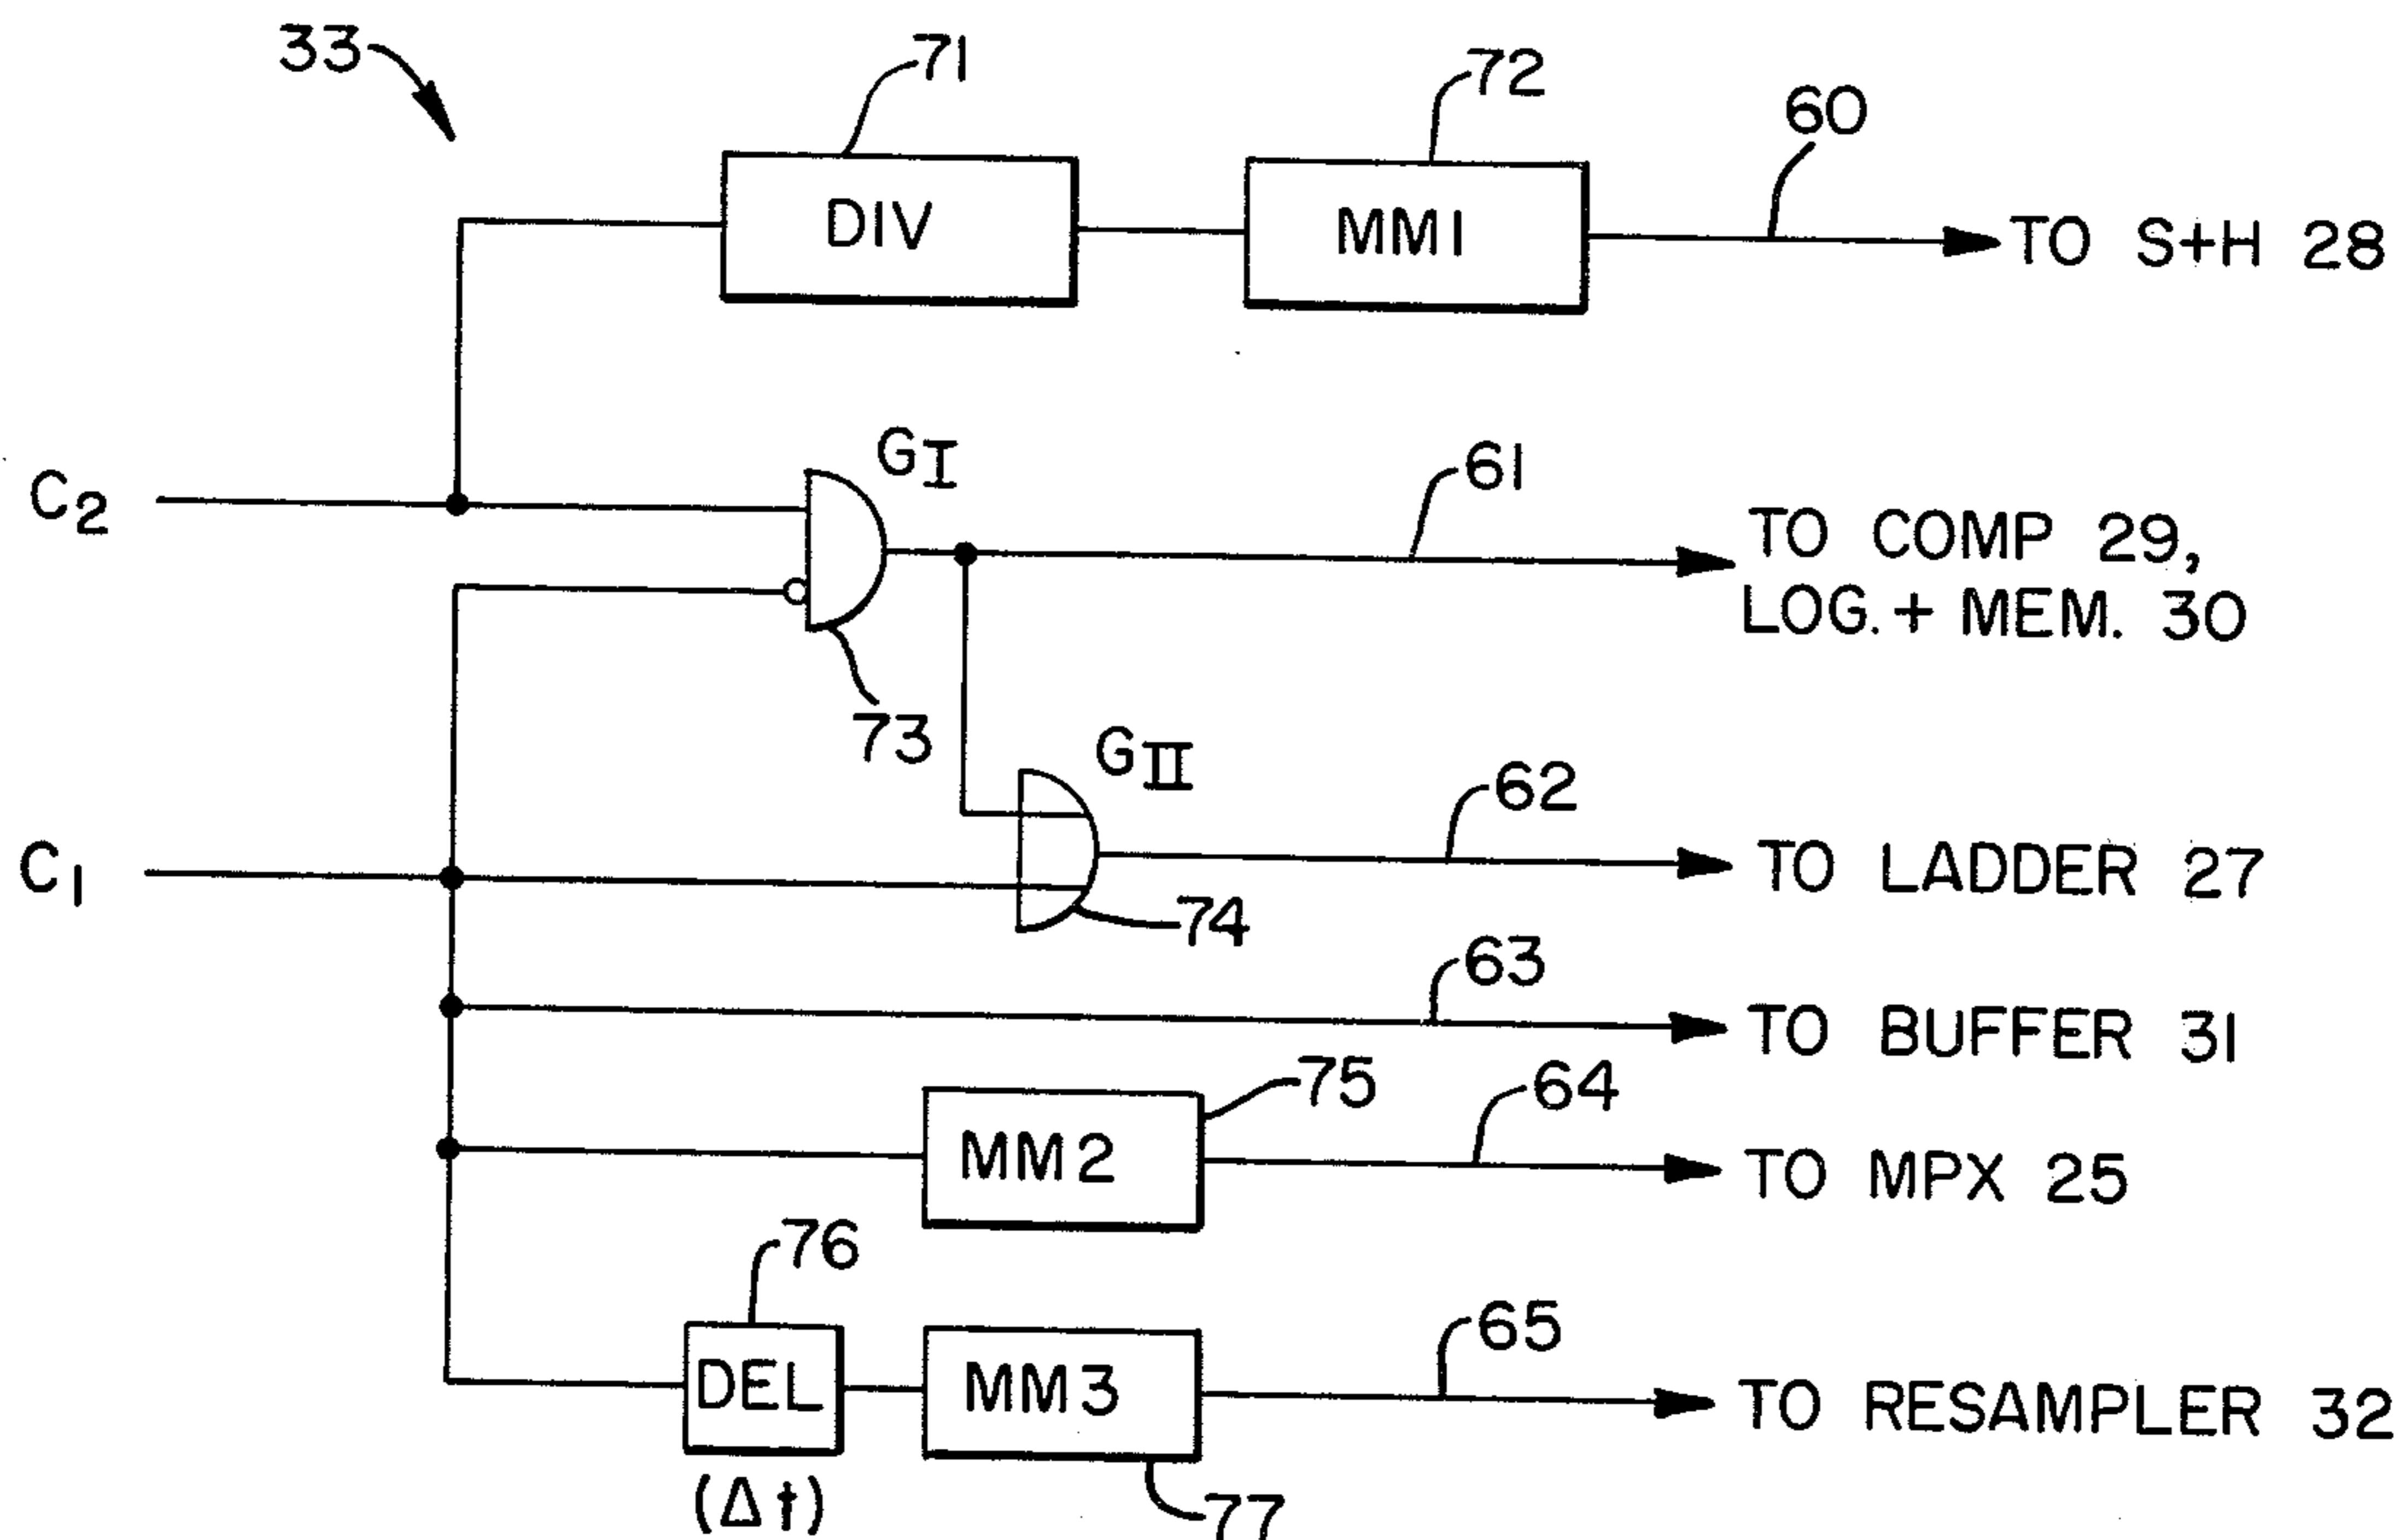 33
71
72
60
DIV
MM1
TO S+H 28
C2
GI
61
TO COMP 29,
LOG. + MEM. 30
73
GII
62
C1
TO LADDER 27
74
63
TO BUFFER 31
75
64
MM2
TO MPX 25
76
65
DEL
MM3
TO RESAMPLER 32
(Δt)
77